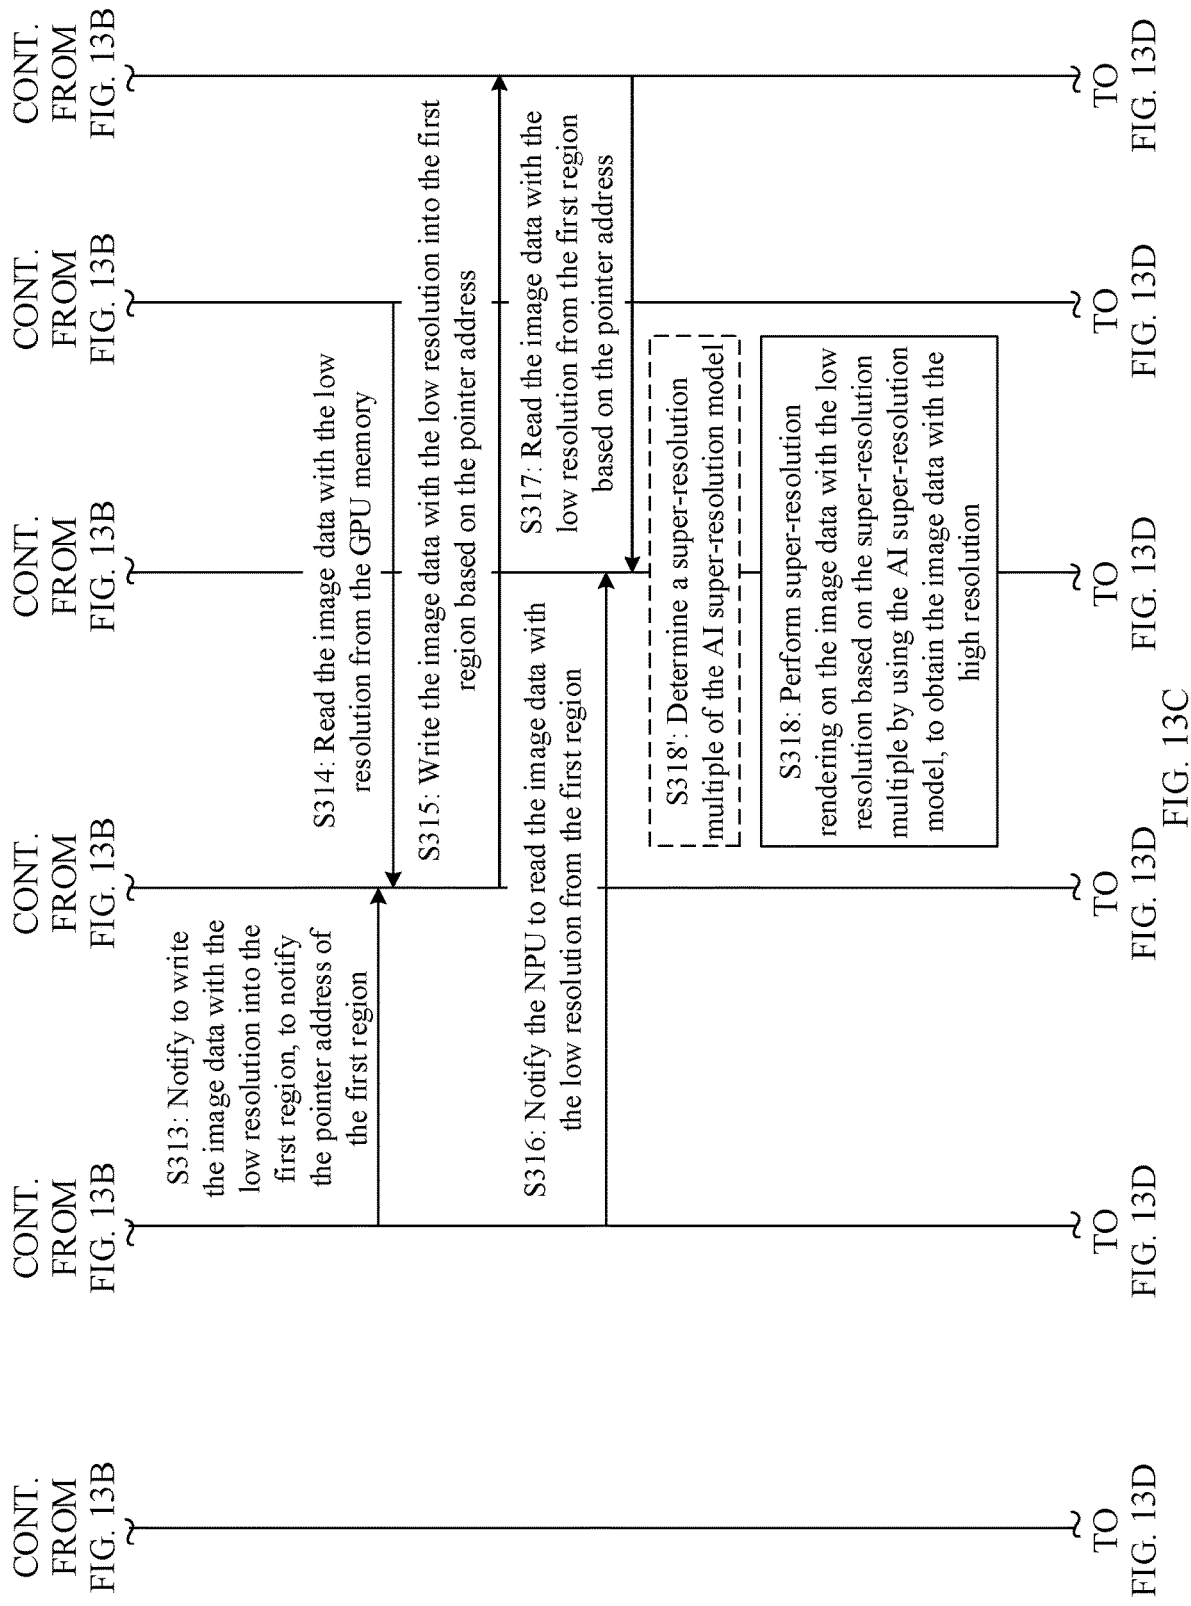 CONT.
FROM
FIG. 13B
CONT.
FROM
FIG. 13B
CONT.
FROM
FIG. 13B
CONT.
FROM
FIG. 13B
CONT.
FROM
FIG. 13B
CONT.
FROM
FIG. 13B
S313: Notify to write
the image data with the
low resolution into the
first region, to notify
the pointer address of
the first region
S314: Read the image data with the low
resolution from the GPU memory
S315: Write the image data with the low resolution into the first
region based on the pointer address
S316: Notify the NPU to read the image data with
the low resolution from the first region
S317: Read the image data with the
low resolution from the first region
based on the pointer address
S318': Determine a super-resolution
multiple of the AI super-resolution model
S318: Perform super-resolution
rendering on the image data with the low
resolution based on the super-resolution
multiple by using the AI super-resolution
model, to obtain the image data with the
high resolution
TO
FIG. 13D
TO
FIG. 13D
TO
FIG. 13D
TO
FIG. 13D
TO
FIG. 13D
TO
FIG. 13D
FIG. 13C